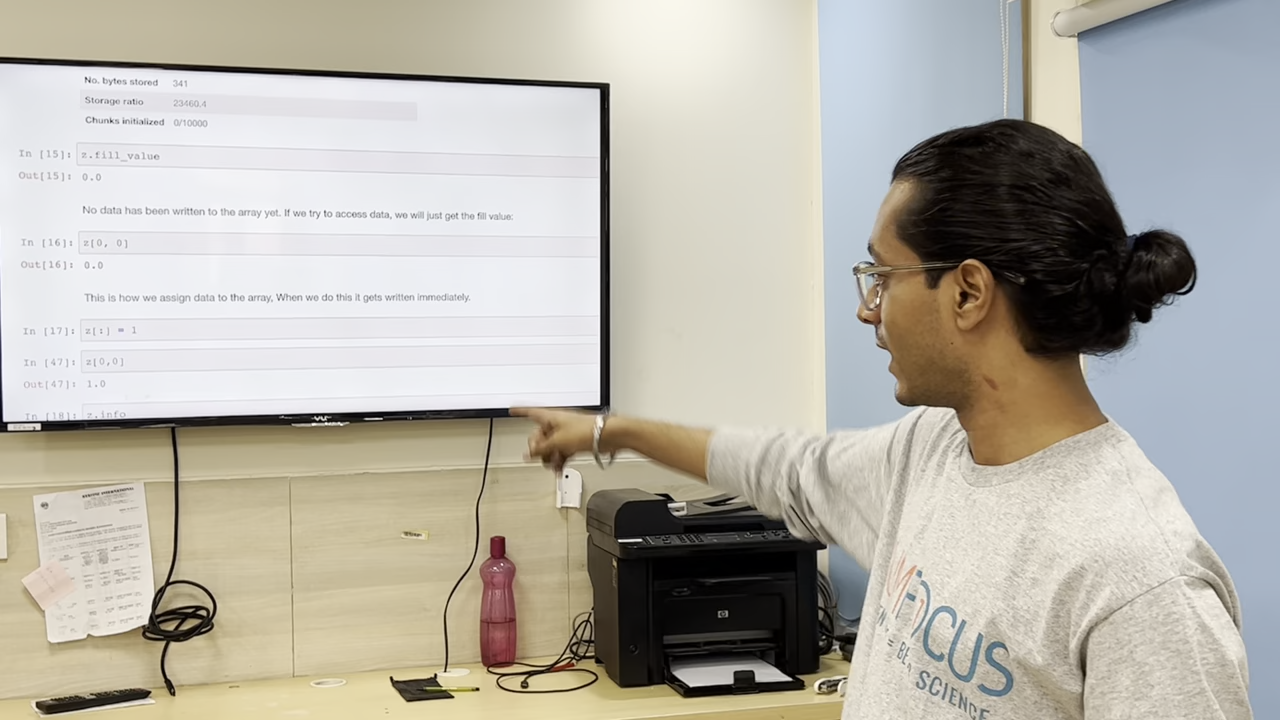 No. bytes stored 341
Storage ratio 23460.4
Chunks initialized 0/10000
In [15]: z.fill_value
Out[15]: 0.0
No data has been written to the array yet. If we try to access data, we will just get the fill value:
In [16]: z[0, 0]
Out[16]: 0.0
This is how we assign data to the array, When we do this it gets written immediately.
In [17]: z[:] = 1
In [47]: z[0,0]
Out[47]: 1.0
In [18]: z.info
hp
FOCUS
SCIENCE